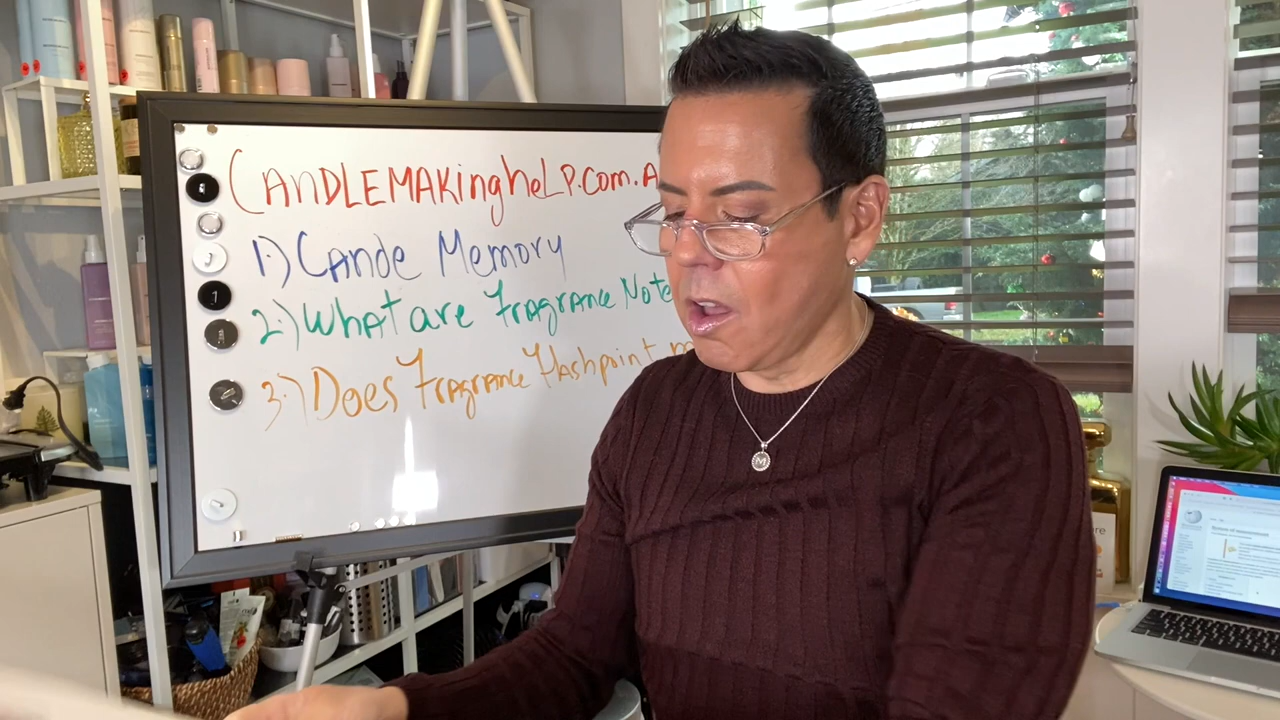 CANDLEMAKingheLP.Com.A
1.) CANDE Memory
2.) WhAT are FragrAnce Note
3.) Does FragrAnce Flashpoint m
M